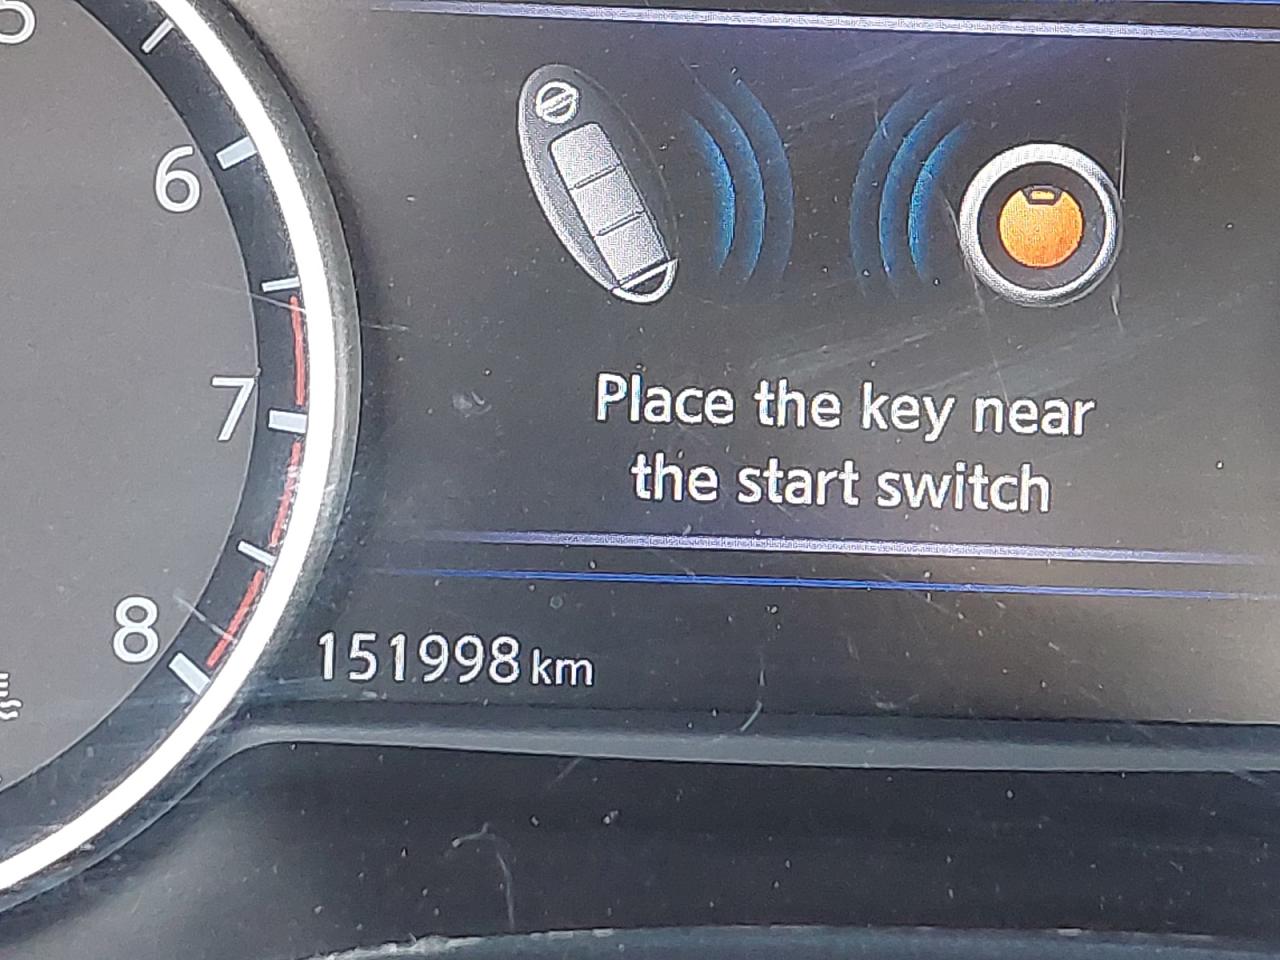 6
7
8
Place the key near
the start switch
151998 km